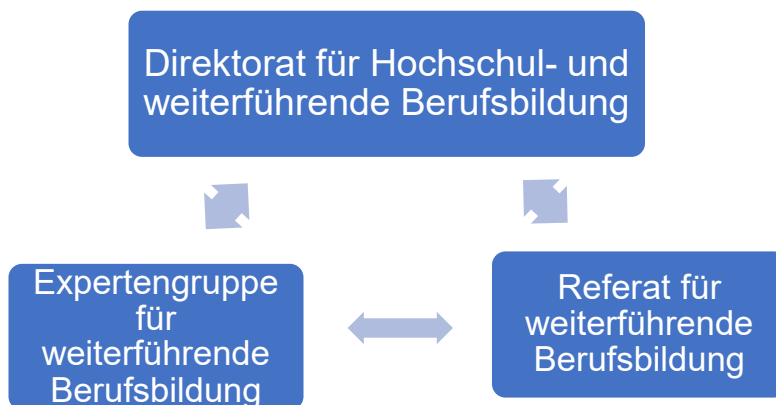 Direktorat für Hochschul- und
weiterführende Berufsbildung
Expertengruppe
für
weiterführende
Berufsbildung
Referat für
weiterführende
Berufsbildung